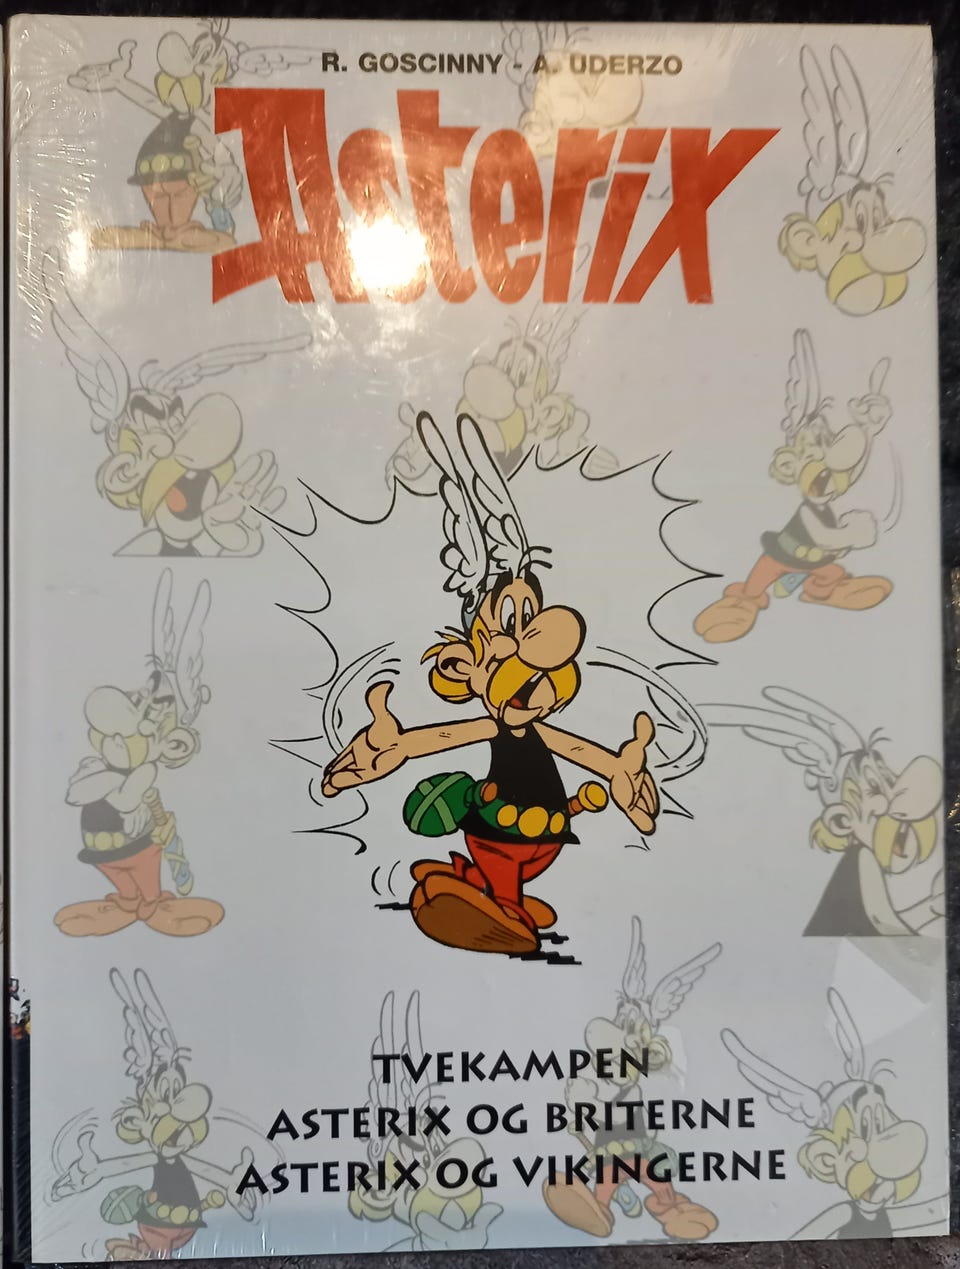 R. GOSCINNY - A. UDERZO
Asterix
TVEKAMPEN
ASTERIX OG BRITERNE
ASTERIX OG VIKINGERNE